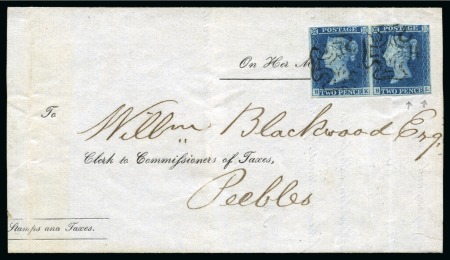 POSTAGE POSTAGE
TWO PENCE TWO PENCE
On Her M
To
Willm Blackwood Esq.
Clerk to Commissioners of Taxes,
Peebles
Stamps and Taxes.